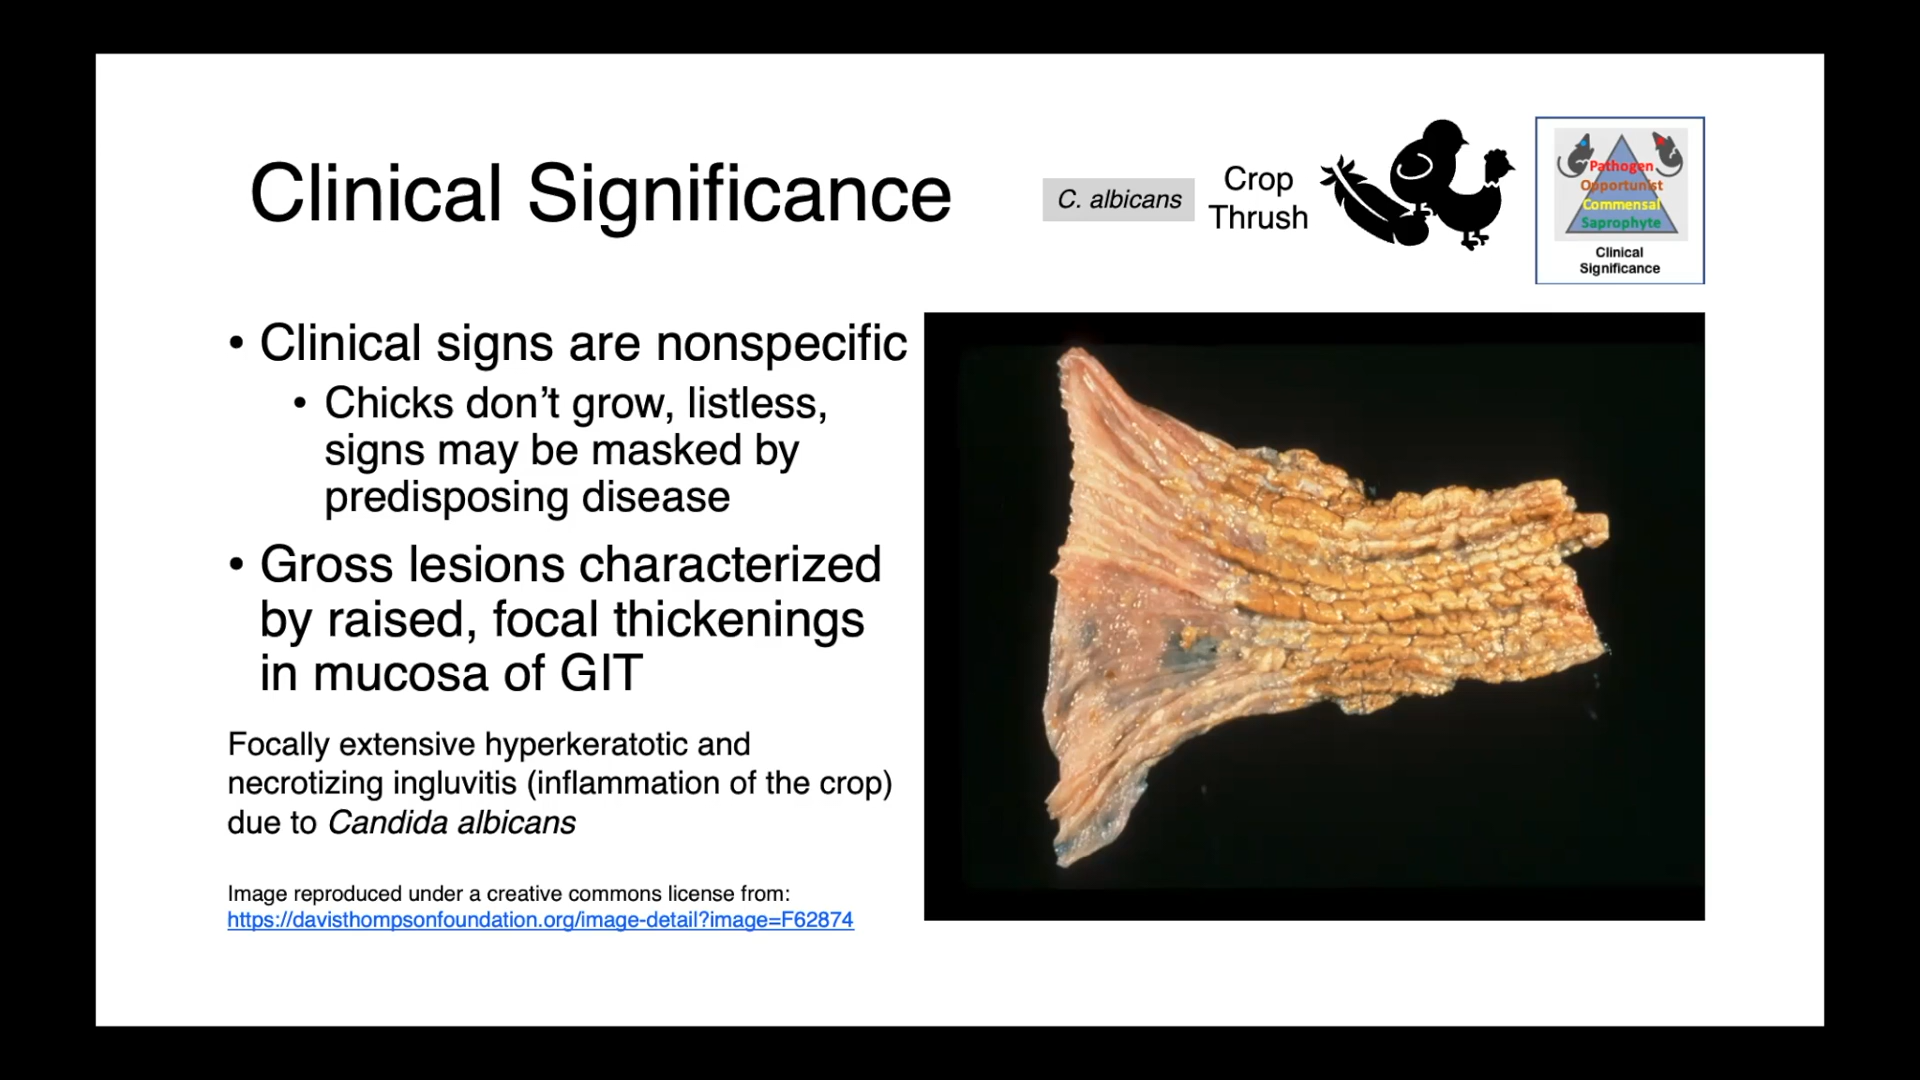 Clinical Significance
C. albicans
Crop
Thrush
Pathogen
Opportunist
Commensal
Saprophyte
Clinical
Significance
• Clinical signs are nonspecific
• Chicks don’t grow, listless,
signs may be masked by
predisposing disease
• Gross lesions characterized
by raised, focal thickenings
in mucosa of GIT
Focally extensive hyperkeratotic and
necrotizing ingluvitis (inflammation of the crop)
due to Candida albicans
Image reproduced under a creative commons license from:
https://davisthompsonfoundation.org/image-detail?image=F62874